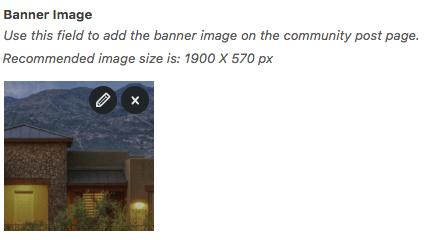 Banner Image
Use this field to add the banner image on the community post page.
Recommended image size is: 1900 X 570 px